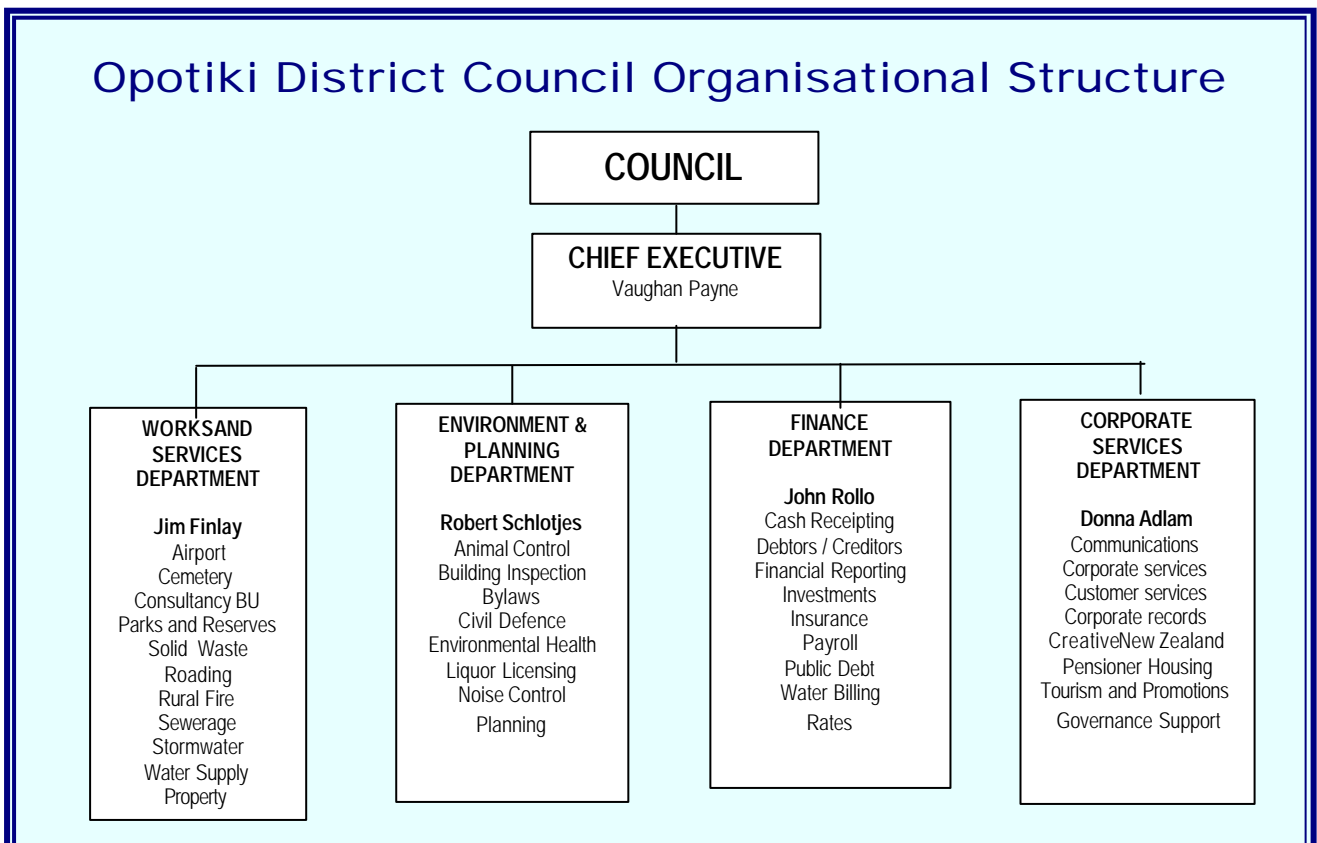 Opotiki District Council Organisational Structure
COUNCIL
CHIEF EXECUTIVE
Vaughan Payne
WORKSAND
SERVICES
DEPARTMENT
Jim Finlay
Airport
Cemetery
Consultancy BU
Parks and Reserves
Solid Waste
Roading
Rural Fire
Sewerage
Stormwater
Water Supply
Property
ENVIRONMENT &
PLANNING
DEPARTMENT
Robert Schlotjes
Animal Control
Building Inspection
Bylaws
Civil Defence
Environmental Health
Liquor Licensing
Noise Control
Planning
FINANCE
DEPARTMENT
John Rollo
Cash Receipting
Debtors / Creditors
Financial Reporting
Investments
Insurance
Payroll
Public Debt
Water Billing
Rates
CORPORATE
SERVICES
DEPARTMENT
Donna Adlam
Communications
Corporate services
Customer services
Corporate records
CreativeNew Zealand
Pensioner Housing
Tourism and Promotions
Governance Support